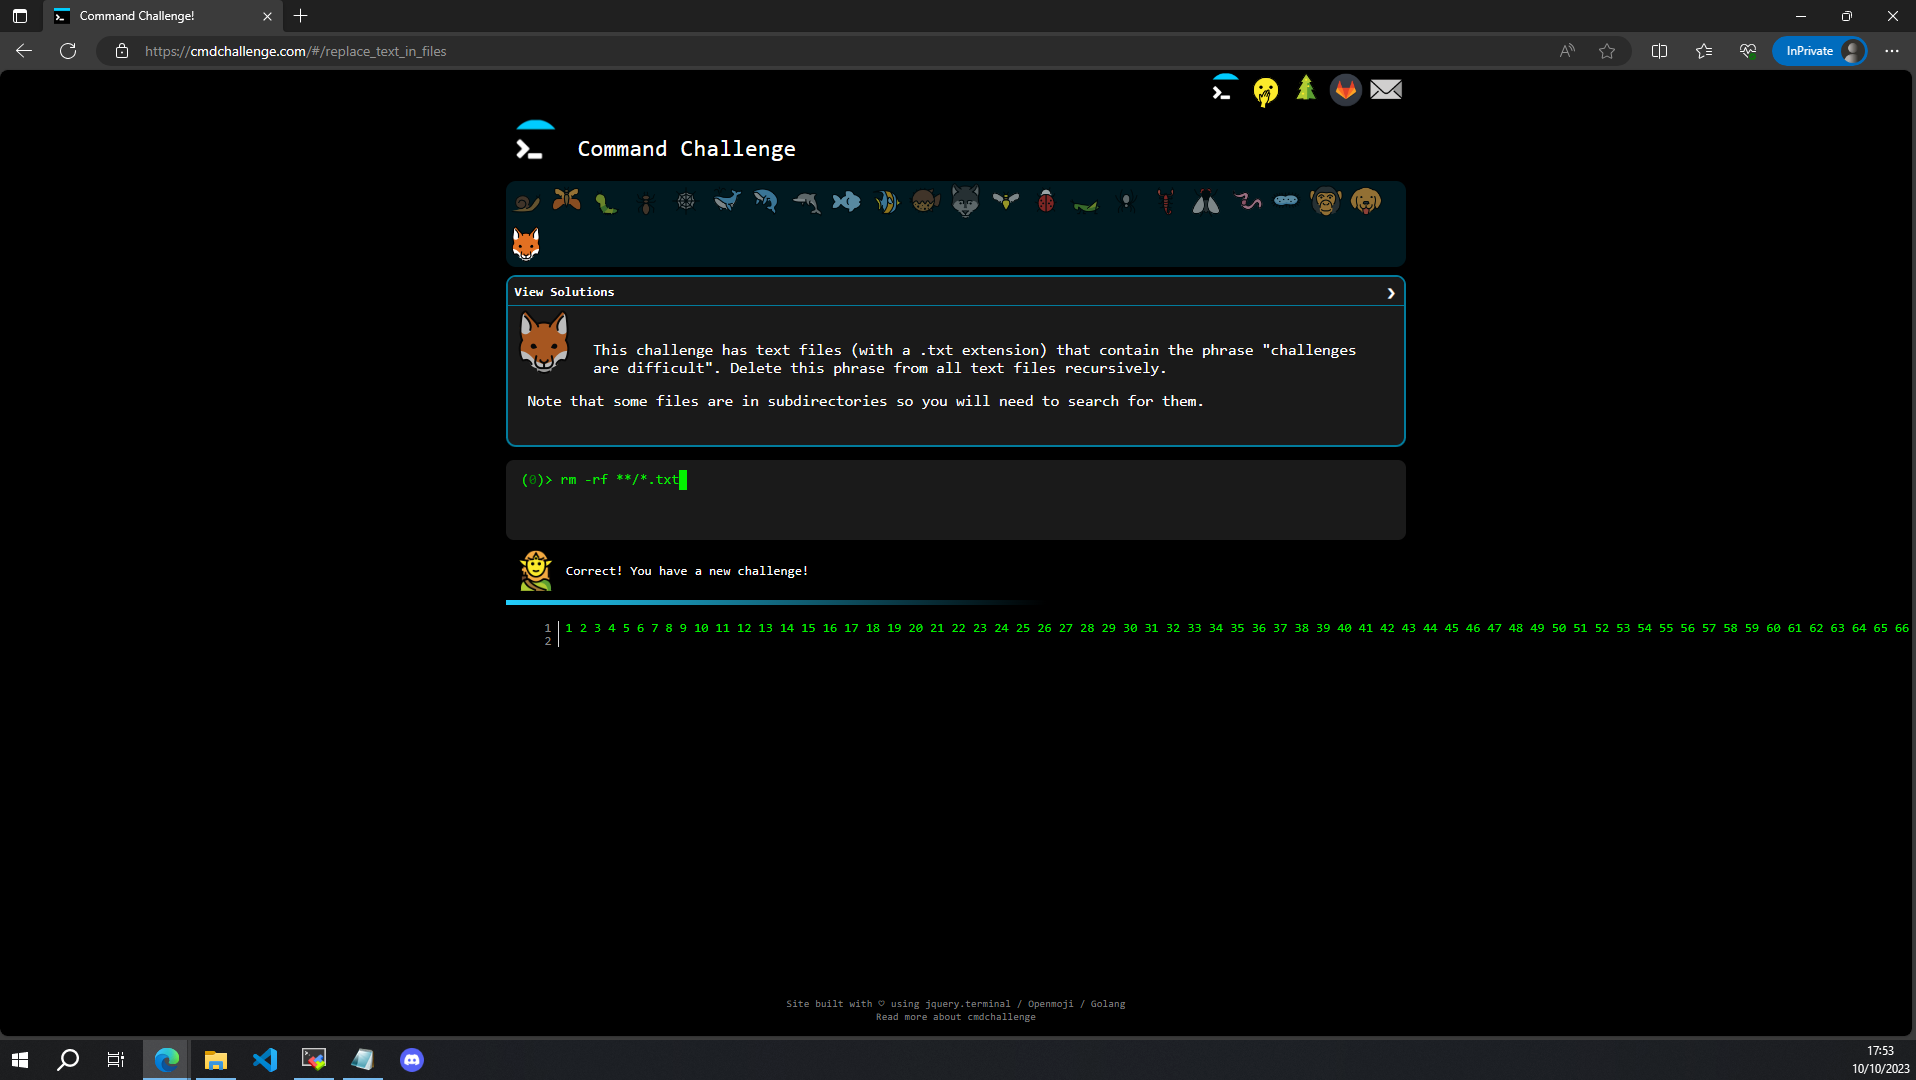 Command Challenge!
https://cmdchallenge.com/#/replace_text_in_files
InPrivate
Command Challenge
View Solutions
This challenge has text files (with a .txt extension) that contain the phrase "challenges
are difficult". Delete this phrase from all text files recursively.
Note that some files are in subdirectories so you will need to search for them.
(0)> rm -rf **/*.txt
Correct! You have a new challenge!
1 1 2 3 4 5 6 7 8 9 10 11 12 13 14 15 16 17 18 19 20 21 22 23 24 25 26 27 28 29 30 31 32 33 34 35 36 37 38 39 40 41 42 43 44 45 46 47 48 49 50 51 52 53 54 55 56 57 58 59 60 61 62 63 64 65 66
2
Site built with ♡ using jquery.terminal / Openmoji / Golang
Read more about cmdchallenge
17:53
10/10/2023